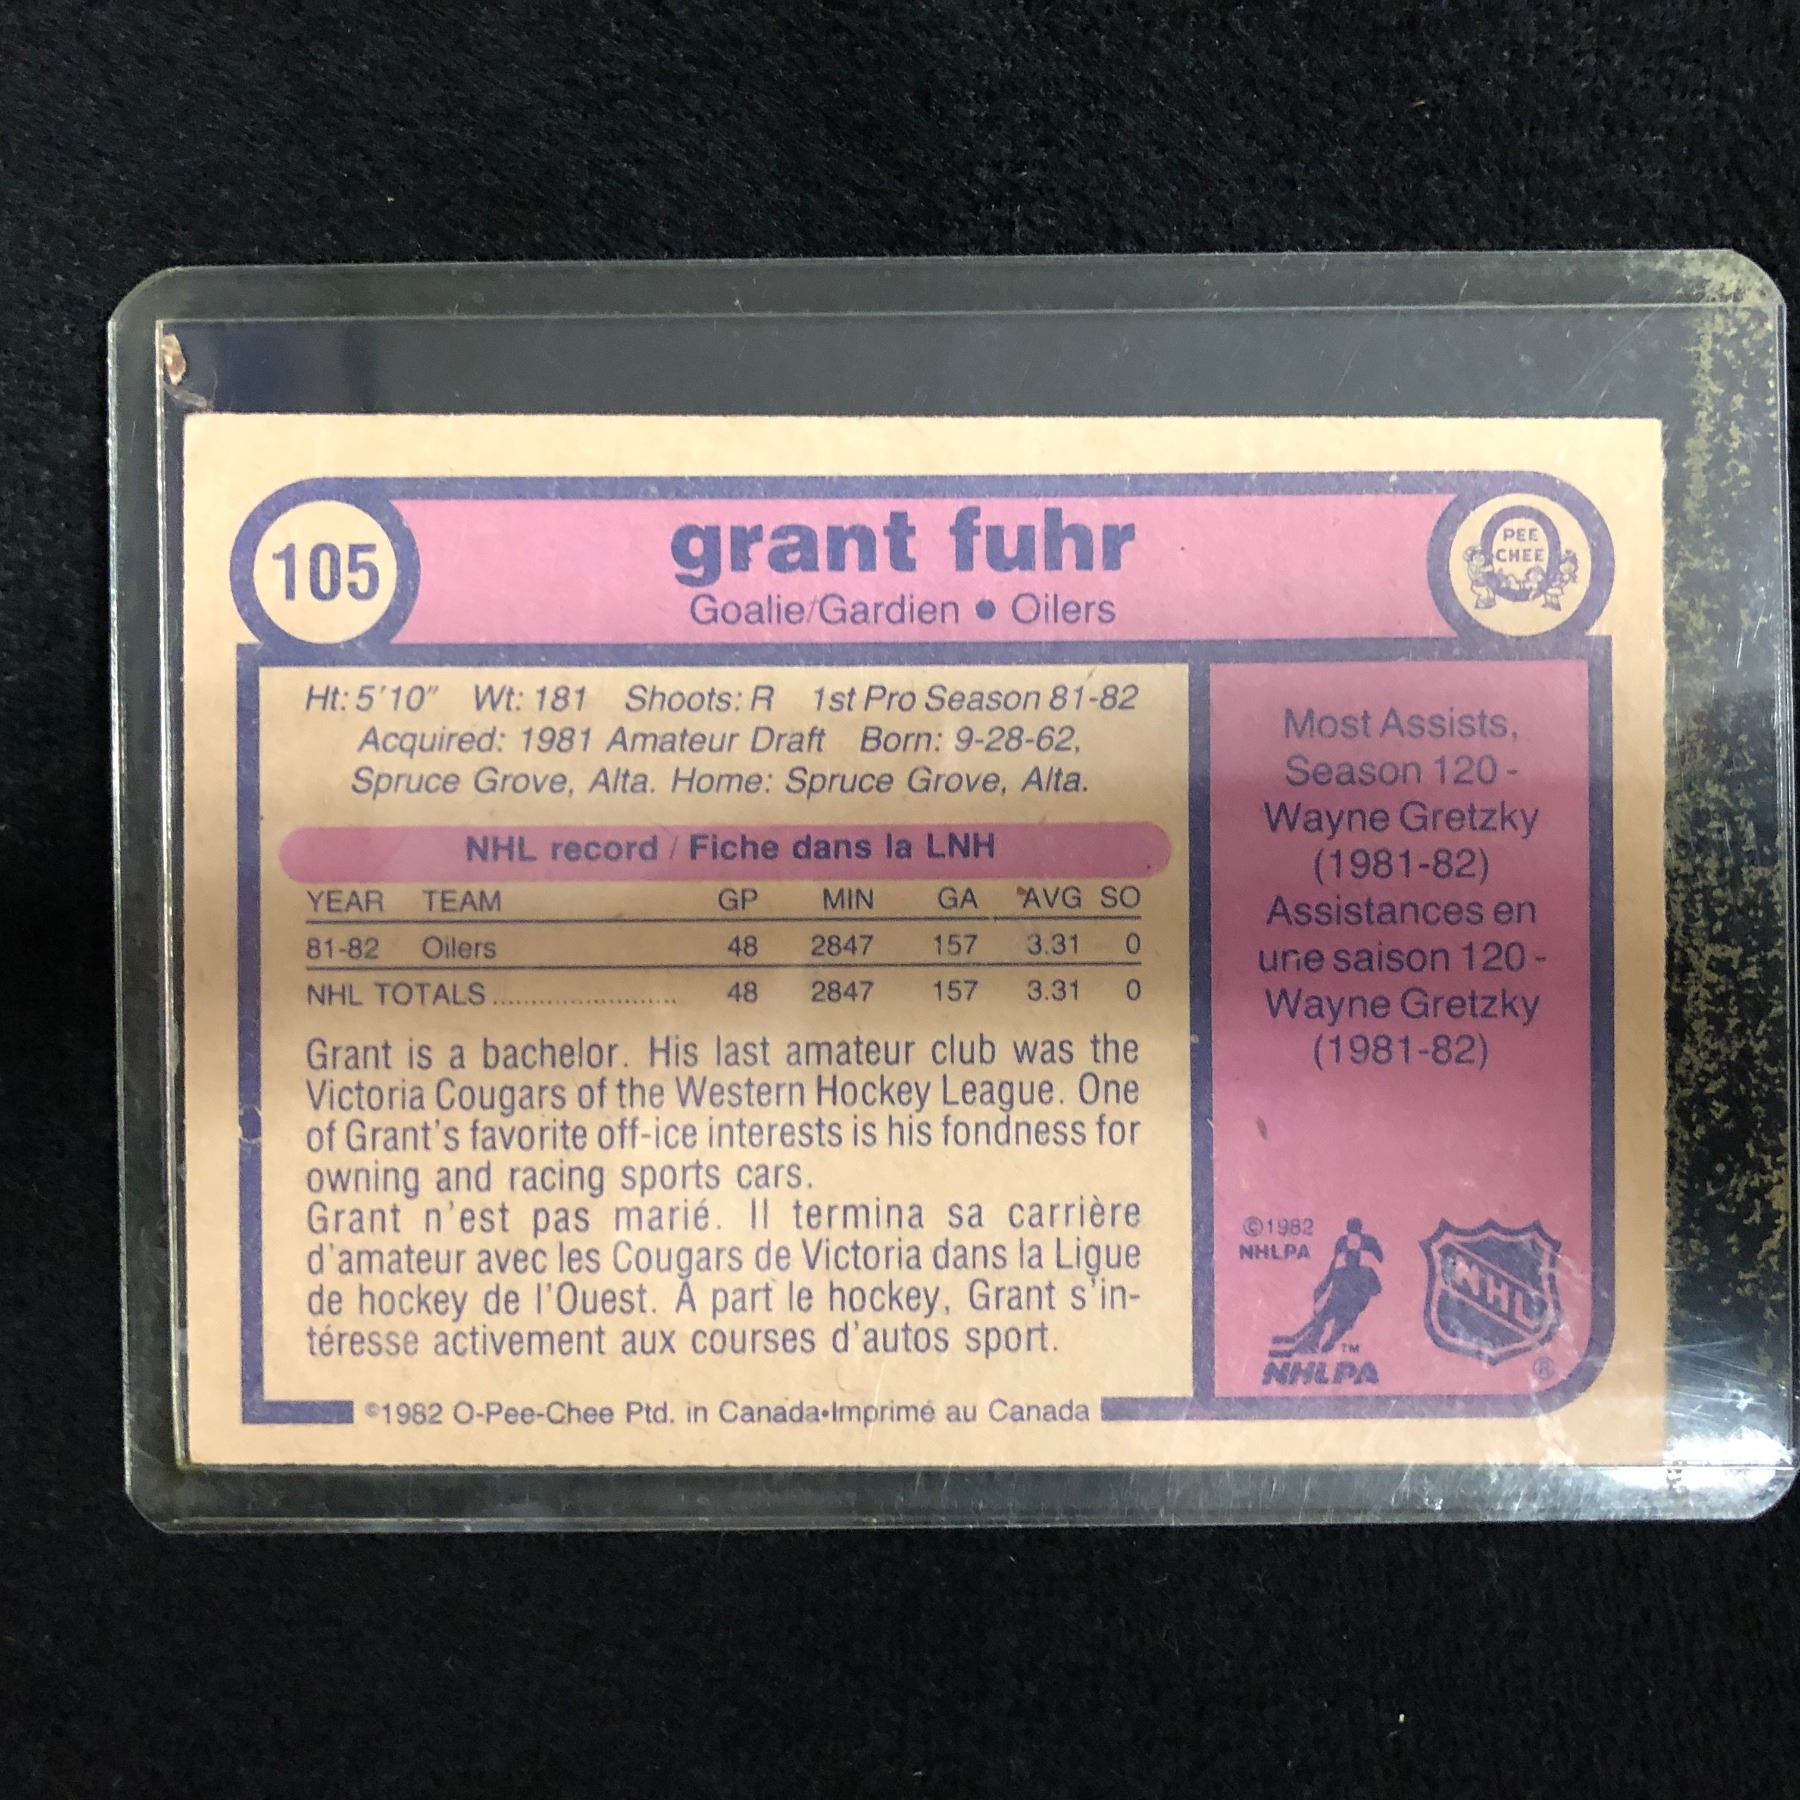 105
grant fuhr
Goalie/Gardien • Oilers
PEE
CHEE
Ht: 5'10" Wt: 181 Shoots: R 1st Pro Season 81-82
Acquired: 1981 Amateur Draft Born: 9-28-62,
Spruce Grove, Alta. Home: Spruce Grove, Alta.
NHL record / Fiche dans la LNH
YEAR TEAM GP MIN GA AVG SO
81-82 Oilers 48 2847 157 3.31 0
NHL TOTALS........................ 48 2847 157 3.31 0
Grant is a bachelor. His last amateur club was the
Victoria Cougars of the Western Hockey League. One
of Grant's favorite off-ice interests is his fondness for
owning and racing sports cars.
Grant n'est pas marié. Il termina sa carrière
d'amateur avec les Cougars de Victoria dans la Ligue
de hockey de l'Ouest. A part le hockey, Grant s'in-
téresse activement aux courses d'autos sport.
©1982 O-Pee-Chee Ptd. in Canada•Imprimé au Canada
Most Assists,
Season 120 -
Wayne Gretzky
(1981-82)
Assistances en
une saison 120 -
Wayne Gretzky
(1981-82)
©1982
NHLPA
TM
NHLPA
NHL
®